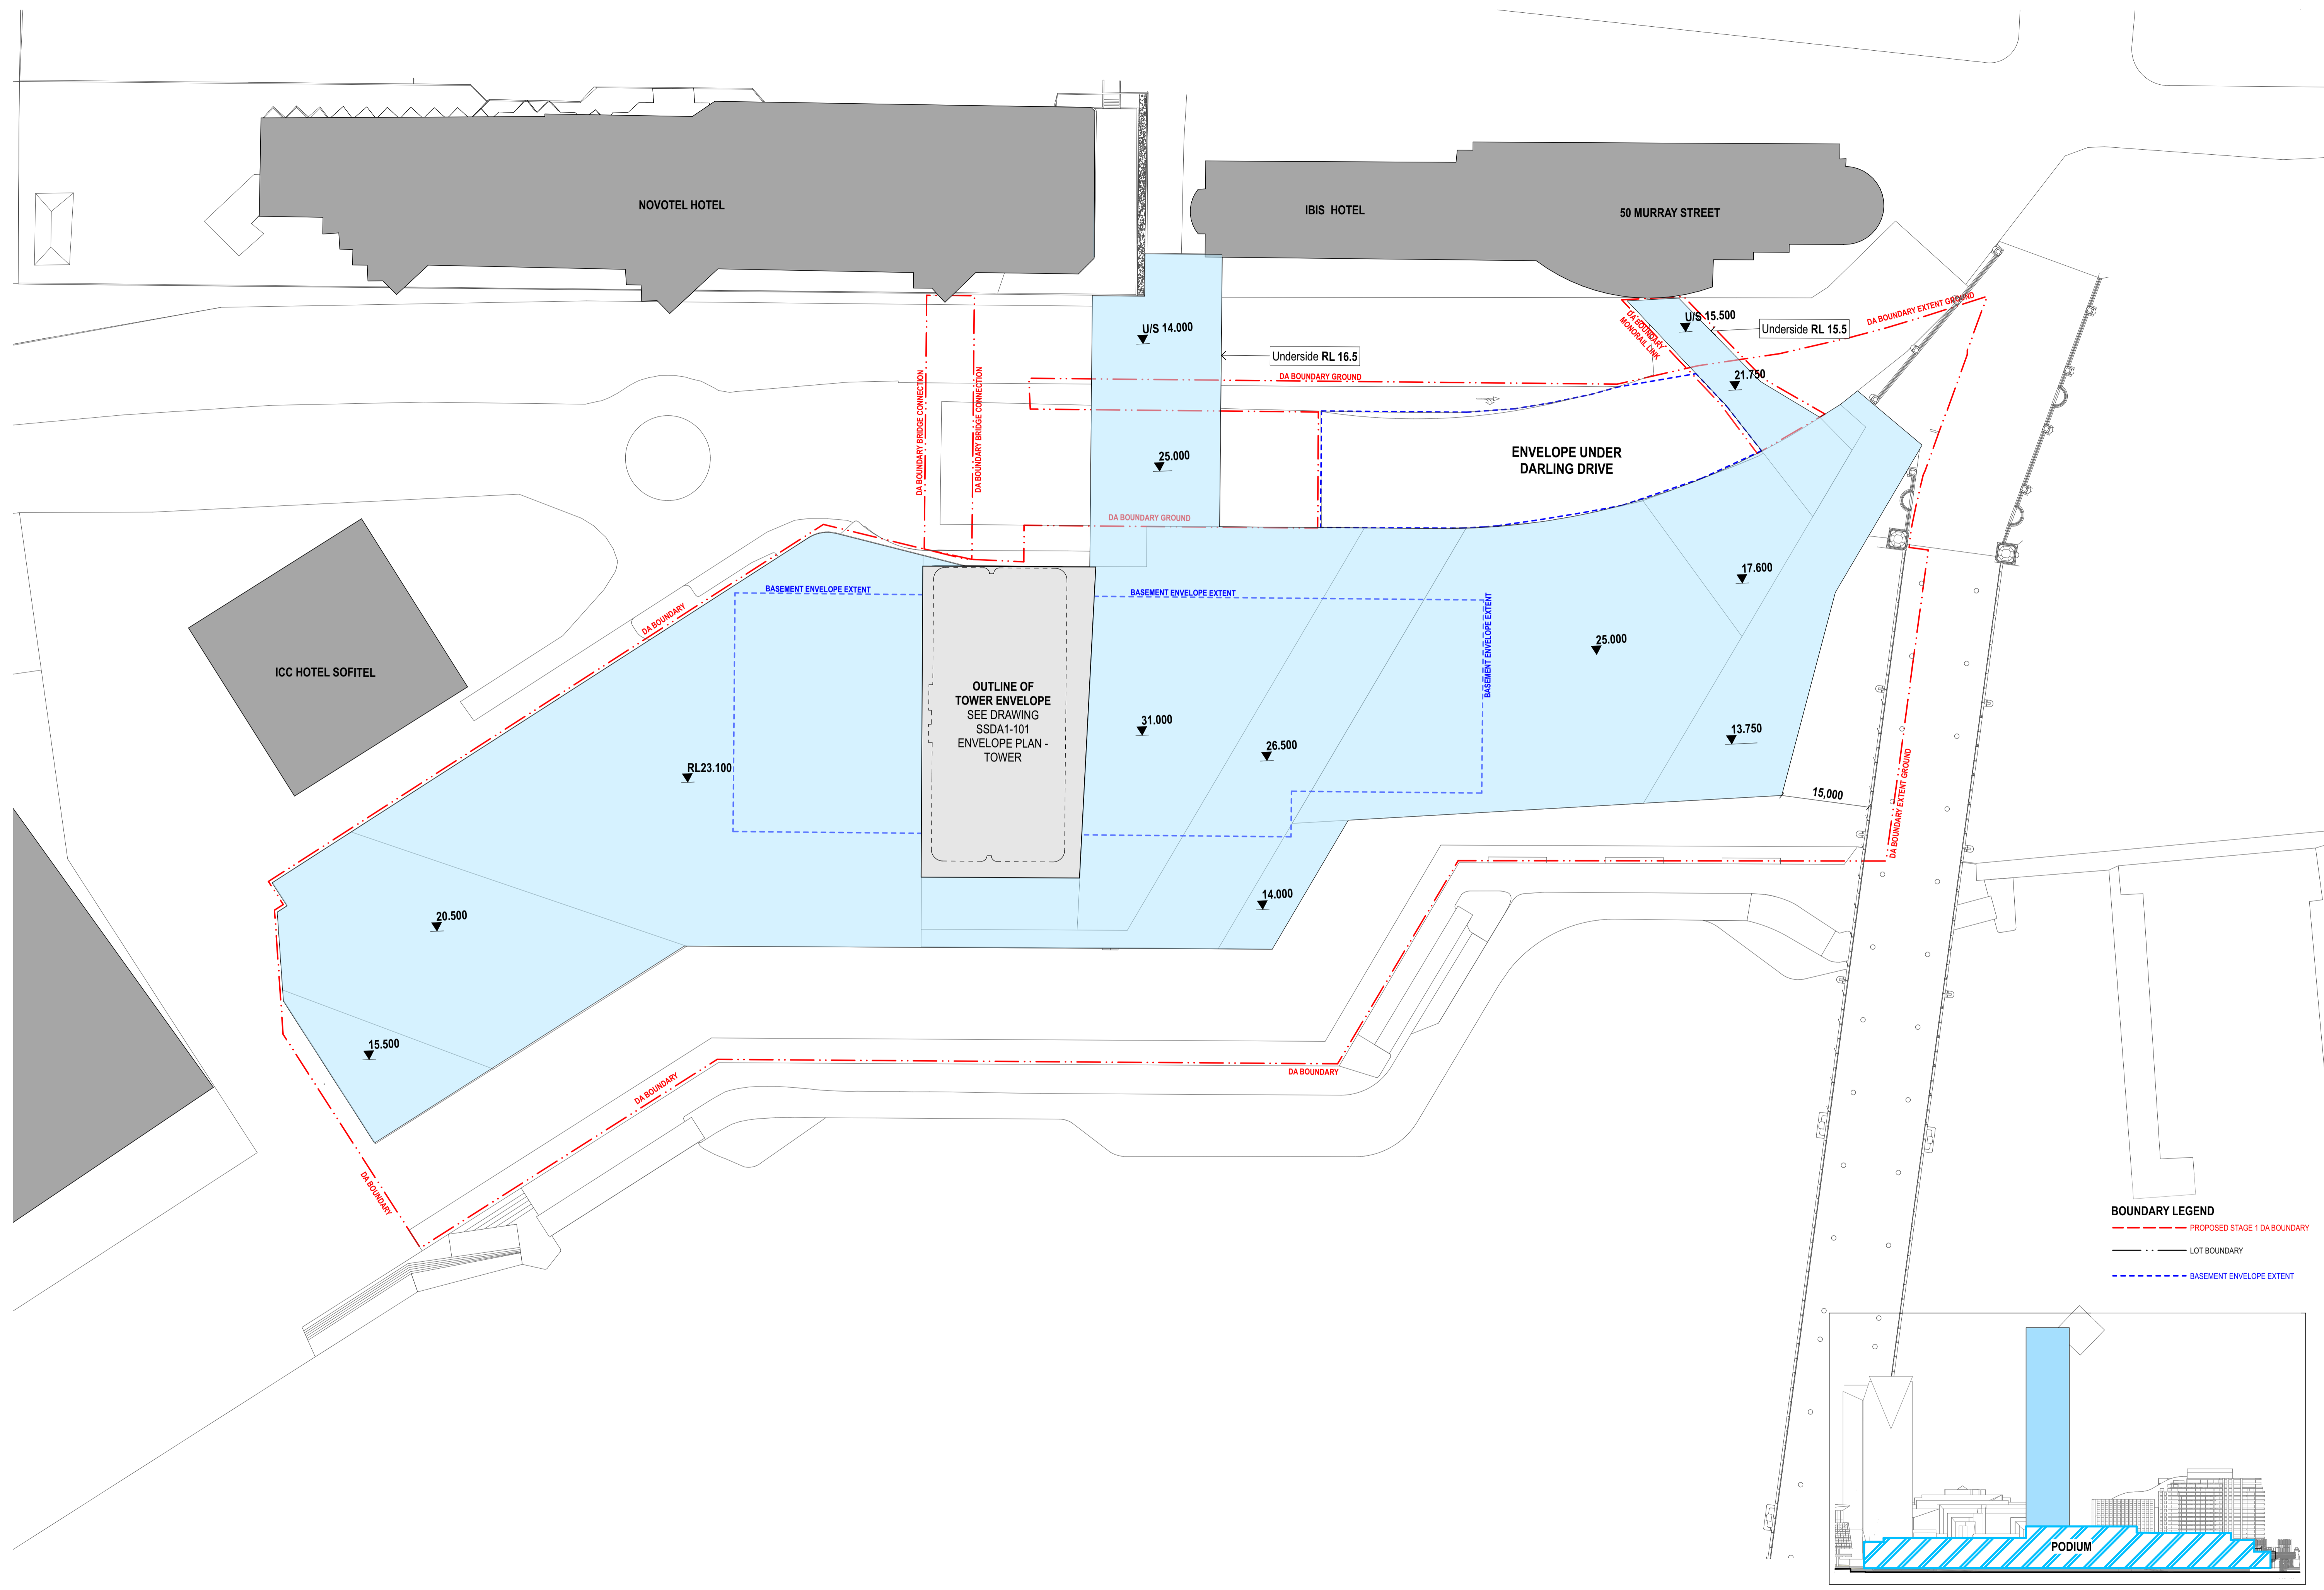 NOVOTEL HOTEL
IBIS HOTEL
50 MURRAY STREET
U/S 14.000
Underside RL 16.5
U/S 15.500
Underside RL 15.5
DA BOUNDARY EXTENT GROUND
DA BOUNDARY
MONORAIL LINK
21.750
DA BOUNDARY GROUND
DA BOUNDARY BRIDGE CONNECTION
DA BOUNDARY BRIDGE CONNECTION
25.000
ENVELOPE UNDER
DARLING DRIVE
DA BOUNDARY GROUND
17.600
BASEMENT ENVELOPE EXTENT
BASEMENT ENVELOPE EXTENT
BASEMENT ENVELOPE EXTENT
DA BOUNDARY
25.000
ICC HOTEL SOFITEL
OUTLINE OF
TOWER ENVELOPE
SEE DRAWING
SSDA1-101
ENVELOPE PLAN -
TOWER
31.000
26.500
13.750
RL23.100
15,000
DA BOUNDARY EXTENT GROUND
14.000
20.500
15.500
DA BOUNDARY
DA BOUNDARY
DA BOUNDARY
BOUNDARY LEGEND
PROPOSED STAGE 1 DA BOUNDARY
LOT BOUNDARY
BASEMENT ENVELOPE EXTENT
PODIUM